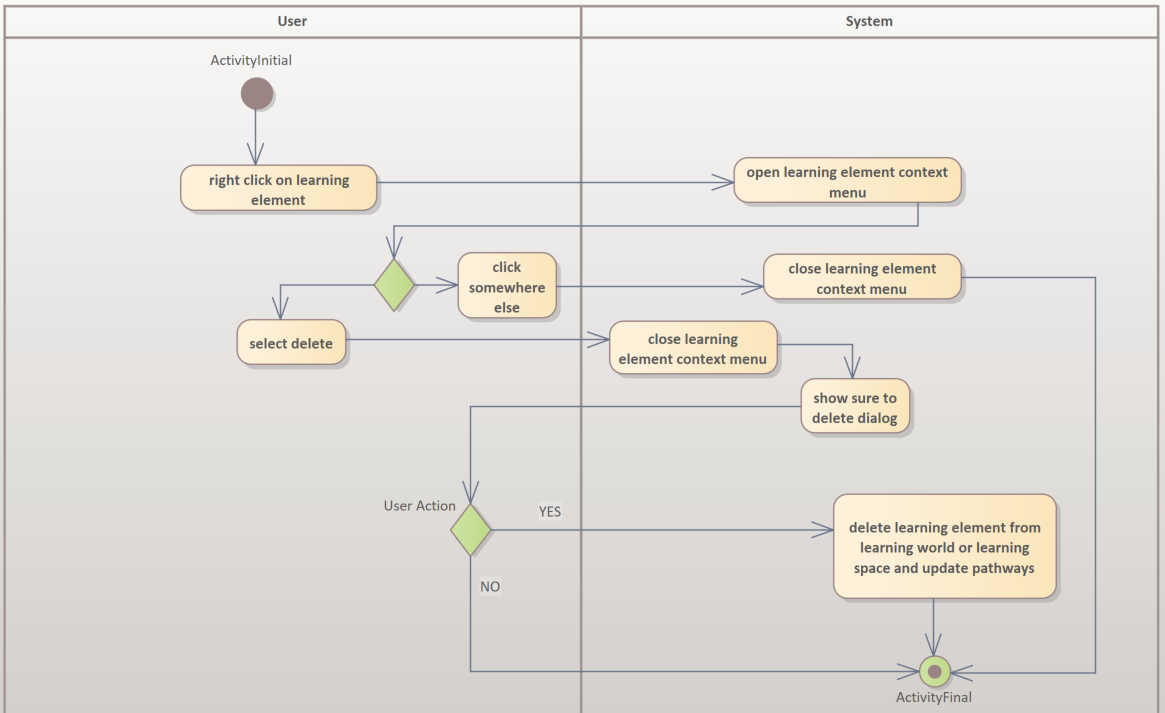 User
System
ActivityInitial
right click on learning
element
open learning element context
menu
click
somewhere
else
close learning element
context menu
select delete
close learning
element context menu
show sure to
delete dialog
User Action
YES
delete learning element from
learning world or learning
space and update pathways
NO
ActivityFinal